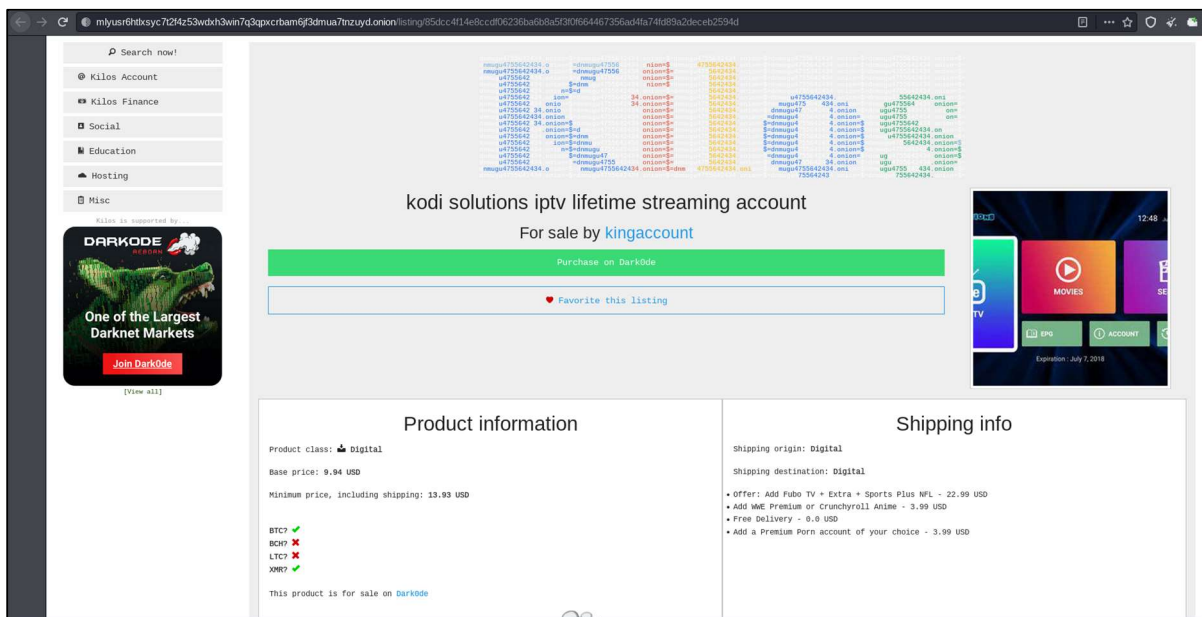 mlyusr6htlxsyc7t2f4z53wdxh3win7q3qpxcrbam6jf3dmua7tnzuyd.onion/listing/85dcc4f14e8ccdf06236ba6b8a5f3f0f664467356ad4fa74fd89a2deceb2594d
Search now!
Kilos Account
Kilos Finance
Social
Education
Hosting
Misc
Kilos is supported by...
DARKODE
REBORN
One of the Largest
Darknet Markets
Join Dark0de
[View all]
Kilos
kodi solutions iptv lifetime streaming account
For sale by kingaccount
Purchase on Dark0de
Favorite this listing
12:48
TV
MOVIES
SE
EPG
ACCOUNT
Expiration : July 7, 2018
Product information
Product class: Digital
Base price: 9.94 USD
Minimum price, including shipping: 13.93 USD
BTC? ✔
BCH? ✖
LTC? ✖
XMR? ✔
This product is for sale on Dark0de
Shipping info
Shipping origin: Digital
Shipping destination: Digital
• Offer: Add Fubo TV + Extra + Sports Plus NFL - 22.99 USD
• Add WWE Premium or Crunchyroll Anime - 3.99 USD
• Free Delivery - 0.0 USD
• Add a Premium Porn account of your choice - 3.99 USD